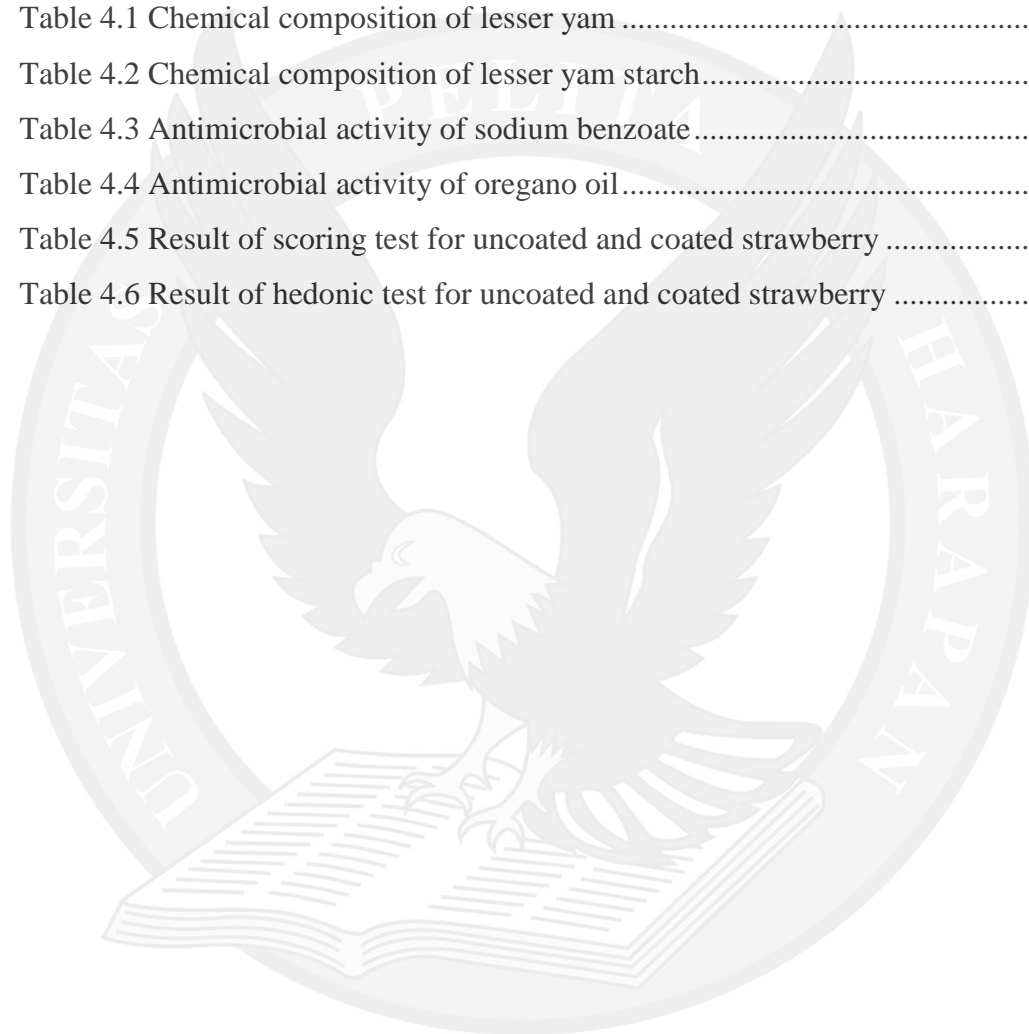 Table 4.1 Chemical composition of lesser yam ....................................................
Table 4.2 Chemical composition of lesser yam starch.........................................
Table 4.3 Antimicrobial activity of sodium benzoate..........................................
Table 4.4 Antimicrobial activity of oregano oil...................................................
Table 4.5 Result of scoring test for uncoated and coated strawberry ..................
Table 4.6 Result of hedonic test for uncoated and coated strawberry .................
UNIVERSITAS PELITA HARAPAN